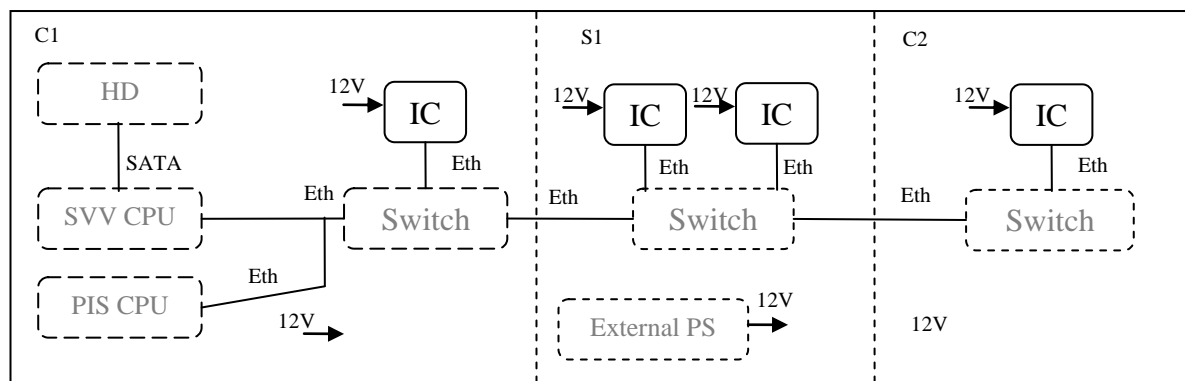 C1
S1
C2
HD
12V
IC
12V
IC
12V
IC
12V
IC
SATA
Eth
Eth
Eth
Eth
SVV CPU
Eth
Switch
Eth
Switch
Eth
Switch
PIS CPU
Eth
12V
External PS
12V
12V